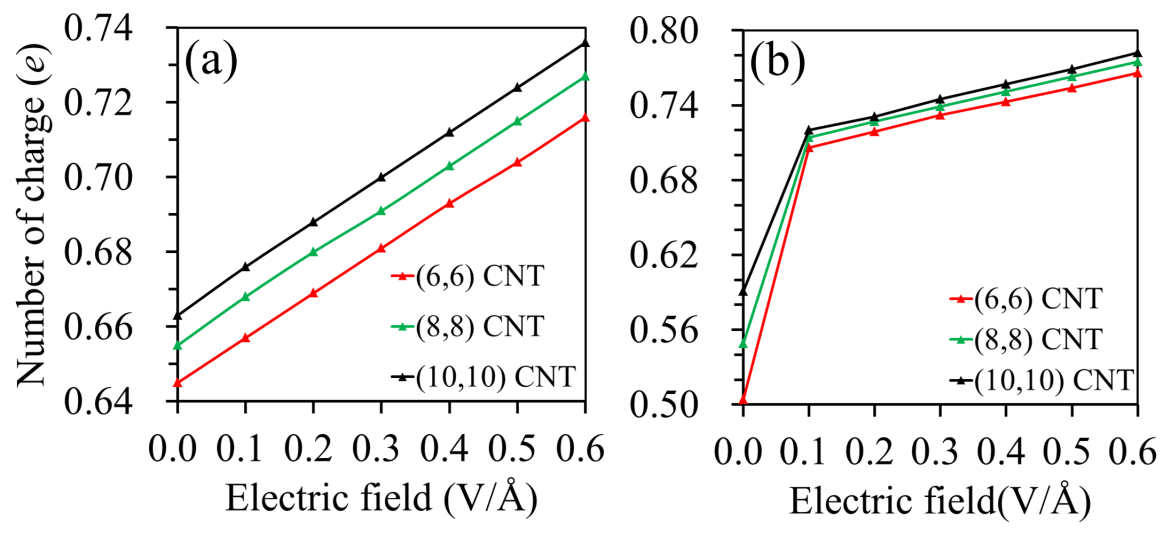 Number of charge (e)
(a)
0.74
0.72
0.70
0.68
0.66
0.64
(6,6) CNT
(8,8) CNT
(10,10) CNT
0.0 0.1 0.2 0.3 0.4 0.5 0.6
Electric field (V/Å)
(b)
0.80
0.74
0.68
0.62
0.56
0.50
(6,6) CNT
(8,8) CNT
(10,10) CNT
0.0 0.1 0.2 0.3 0.4 0.5 0.6
Electric field(V/Å)